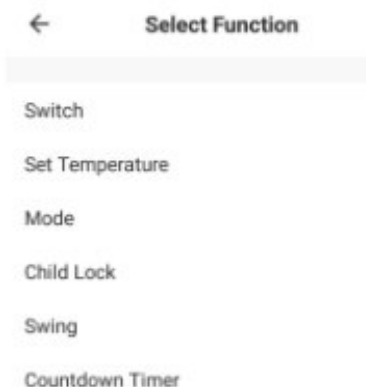 Select Function
Switch
Set Temperature
Mode
Child Lock
Swing
Countdown Timer